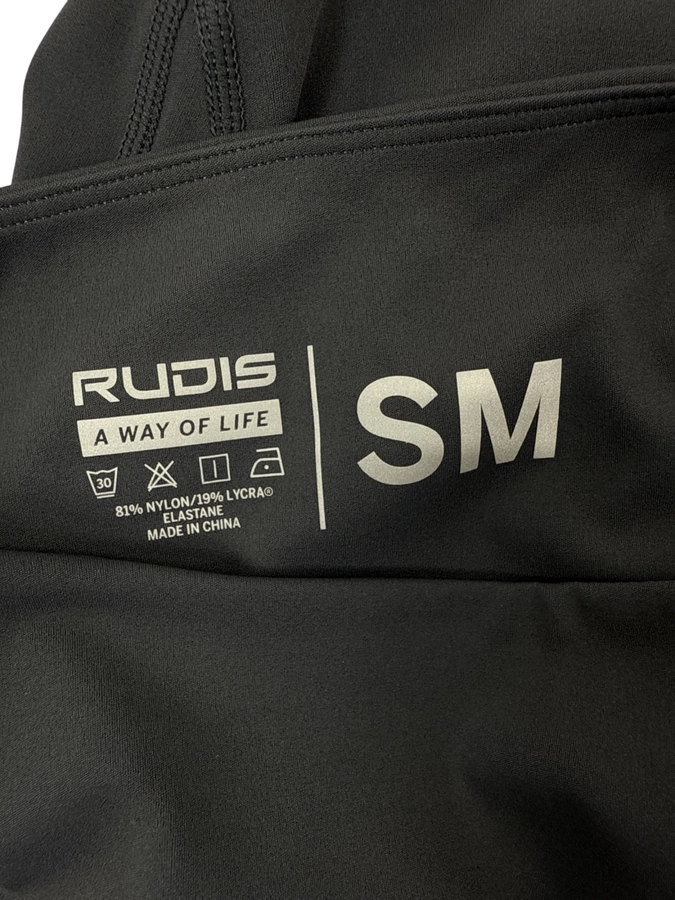 RUDIS
A WAY OF LIFE
30
81% NYLON/19% LYCRA®
ELASTANE
MADE IN CHINA
SM